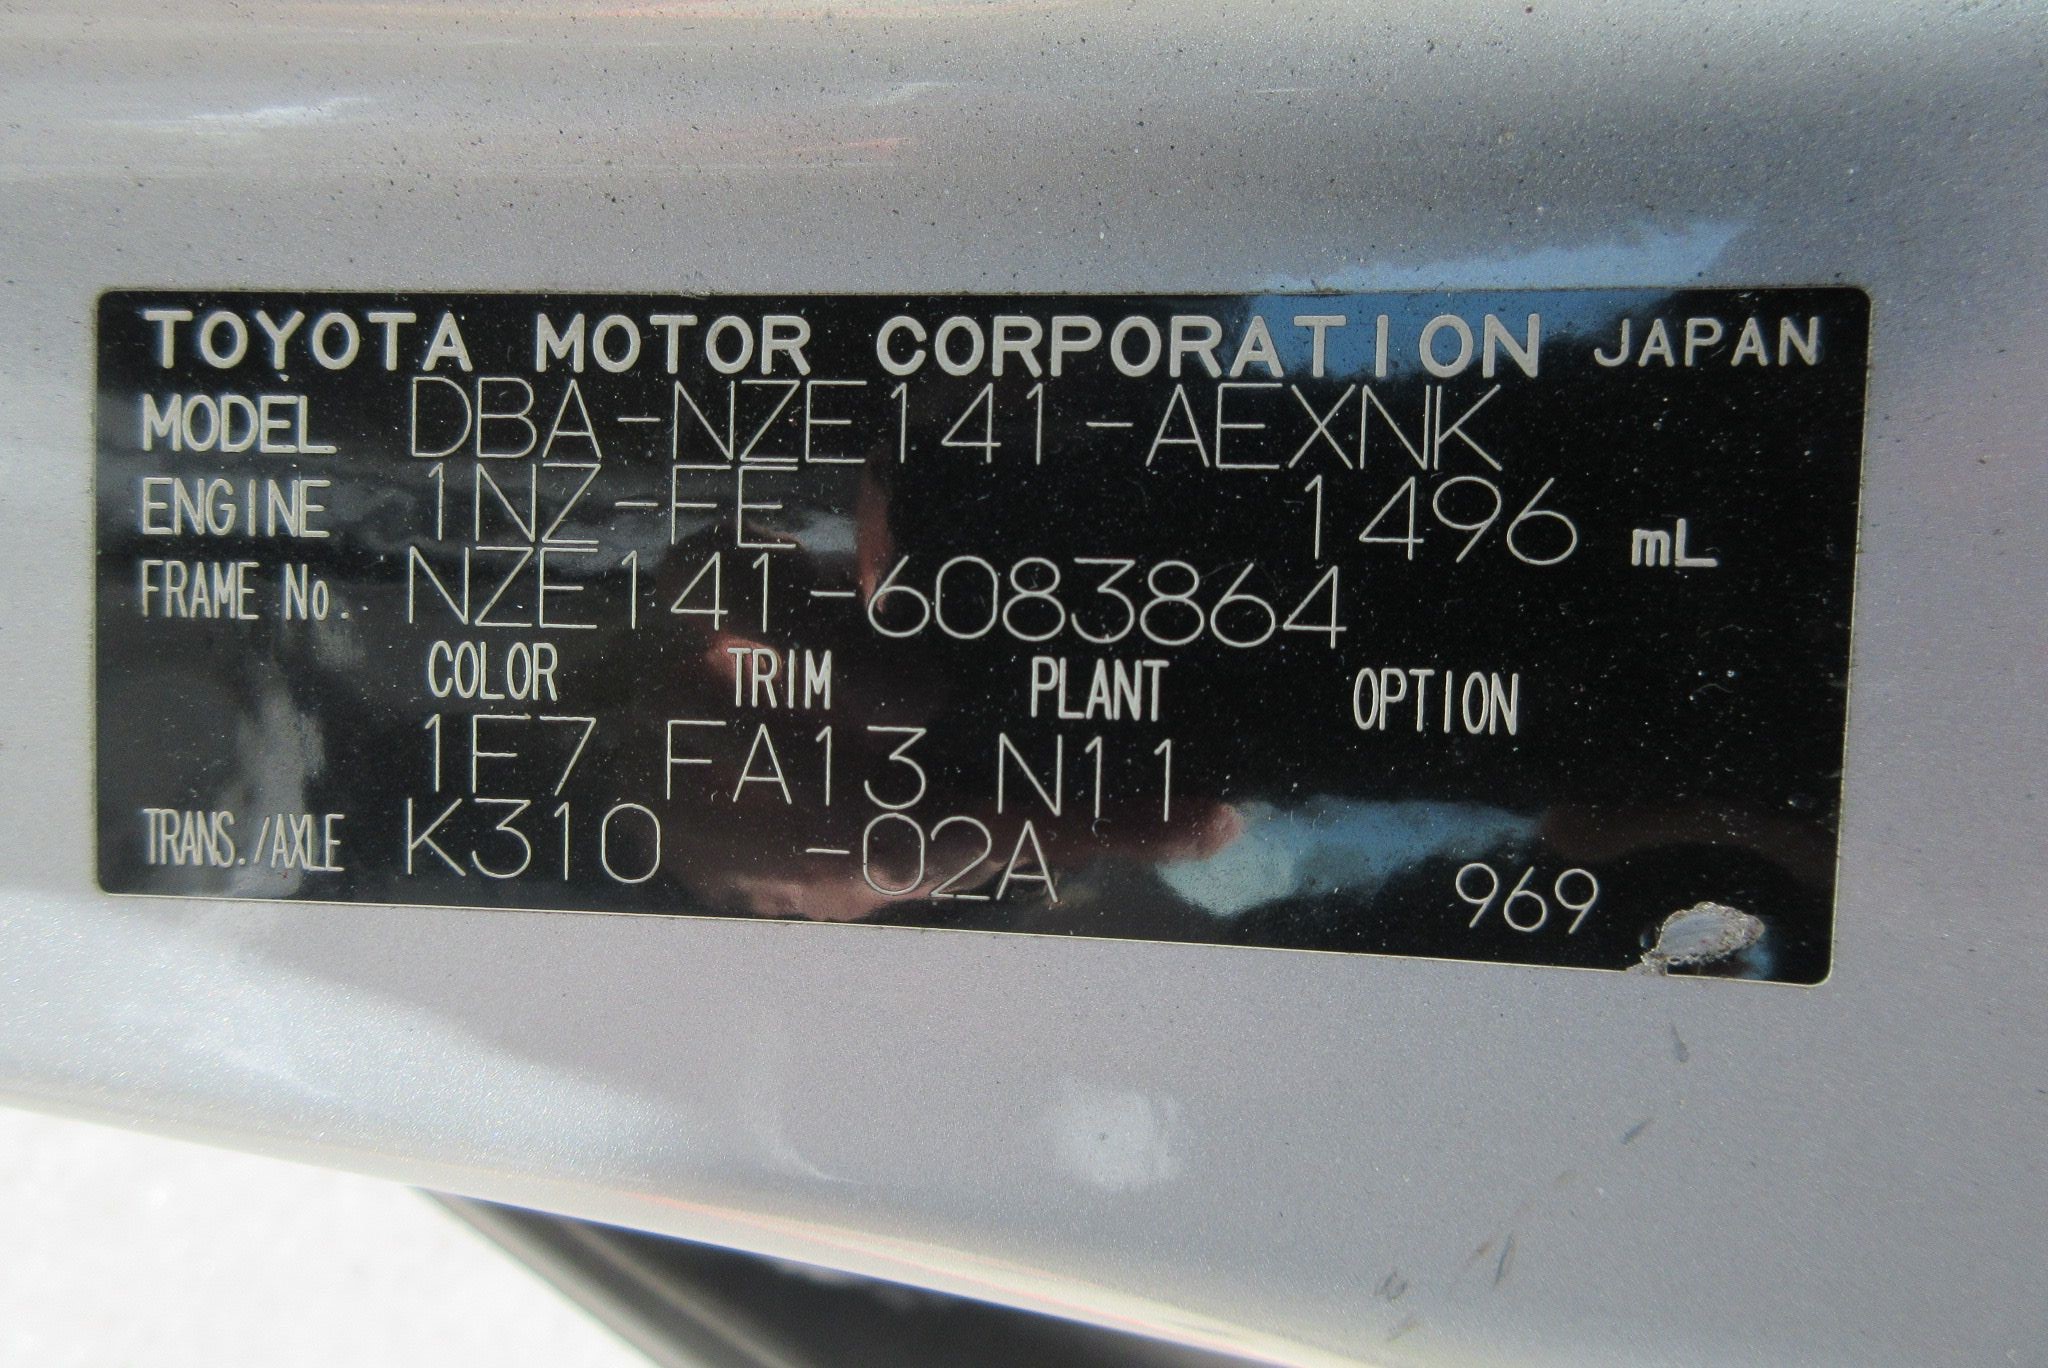 TOYOTA MOTOR CORPORATION JAPAN
MODEL DBA-NZE141-AEXNK
ENGINE 1NZ-FE 1496 mL
FRAME No. NZE141-6083864
COLOR TRIM PLANT OPTION
1F7 FA13 N11
TRANS./AXLE K310 -02A 969